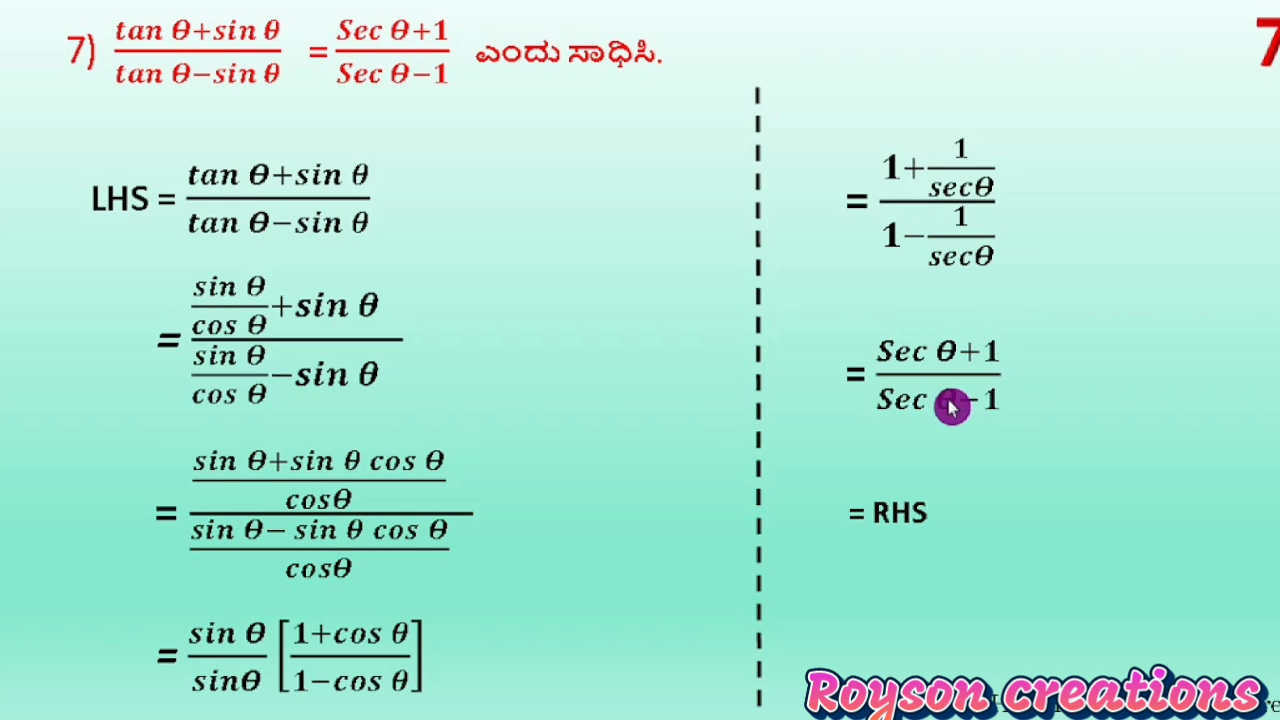 7) (tan θ+sin θ)/(tan θ−sin θ) = (Sec θ+1)/(Sec θ−1) ಎಂದು ಸಾಧಿಸಿ.
7
LHS = (tan θ+sin θ)/(tan θ−sin θ)
= (sin θ/cos θ+sin θ)/(sin θ/cos θ−sin θ)
= ((sin θ+sin θ cos θ)/cosθ)/((sin θ− sin θ cos θ)/cosθ)
= sin θ/sinθ [(1+cos θ)/(1−cos θ)]
= (1+1/secθ)/(1−1/secθ)
= (Sec θ+1)/(Sec θ−1)
= RHS
Royson creations